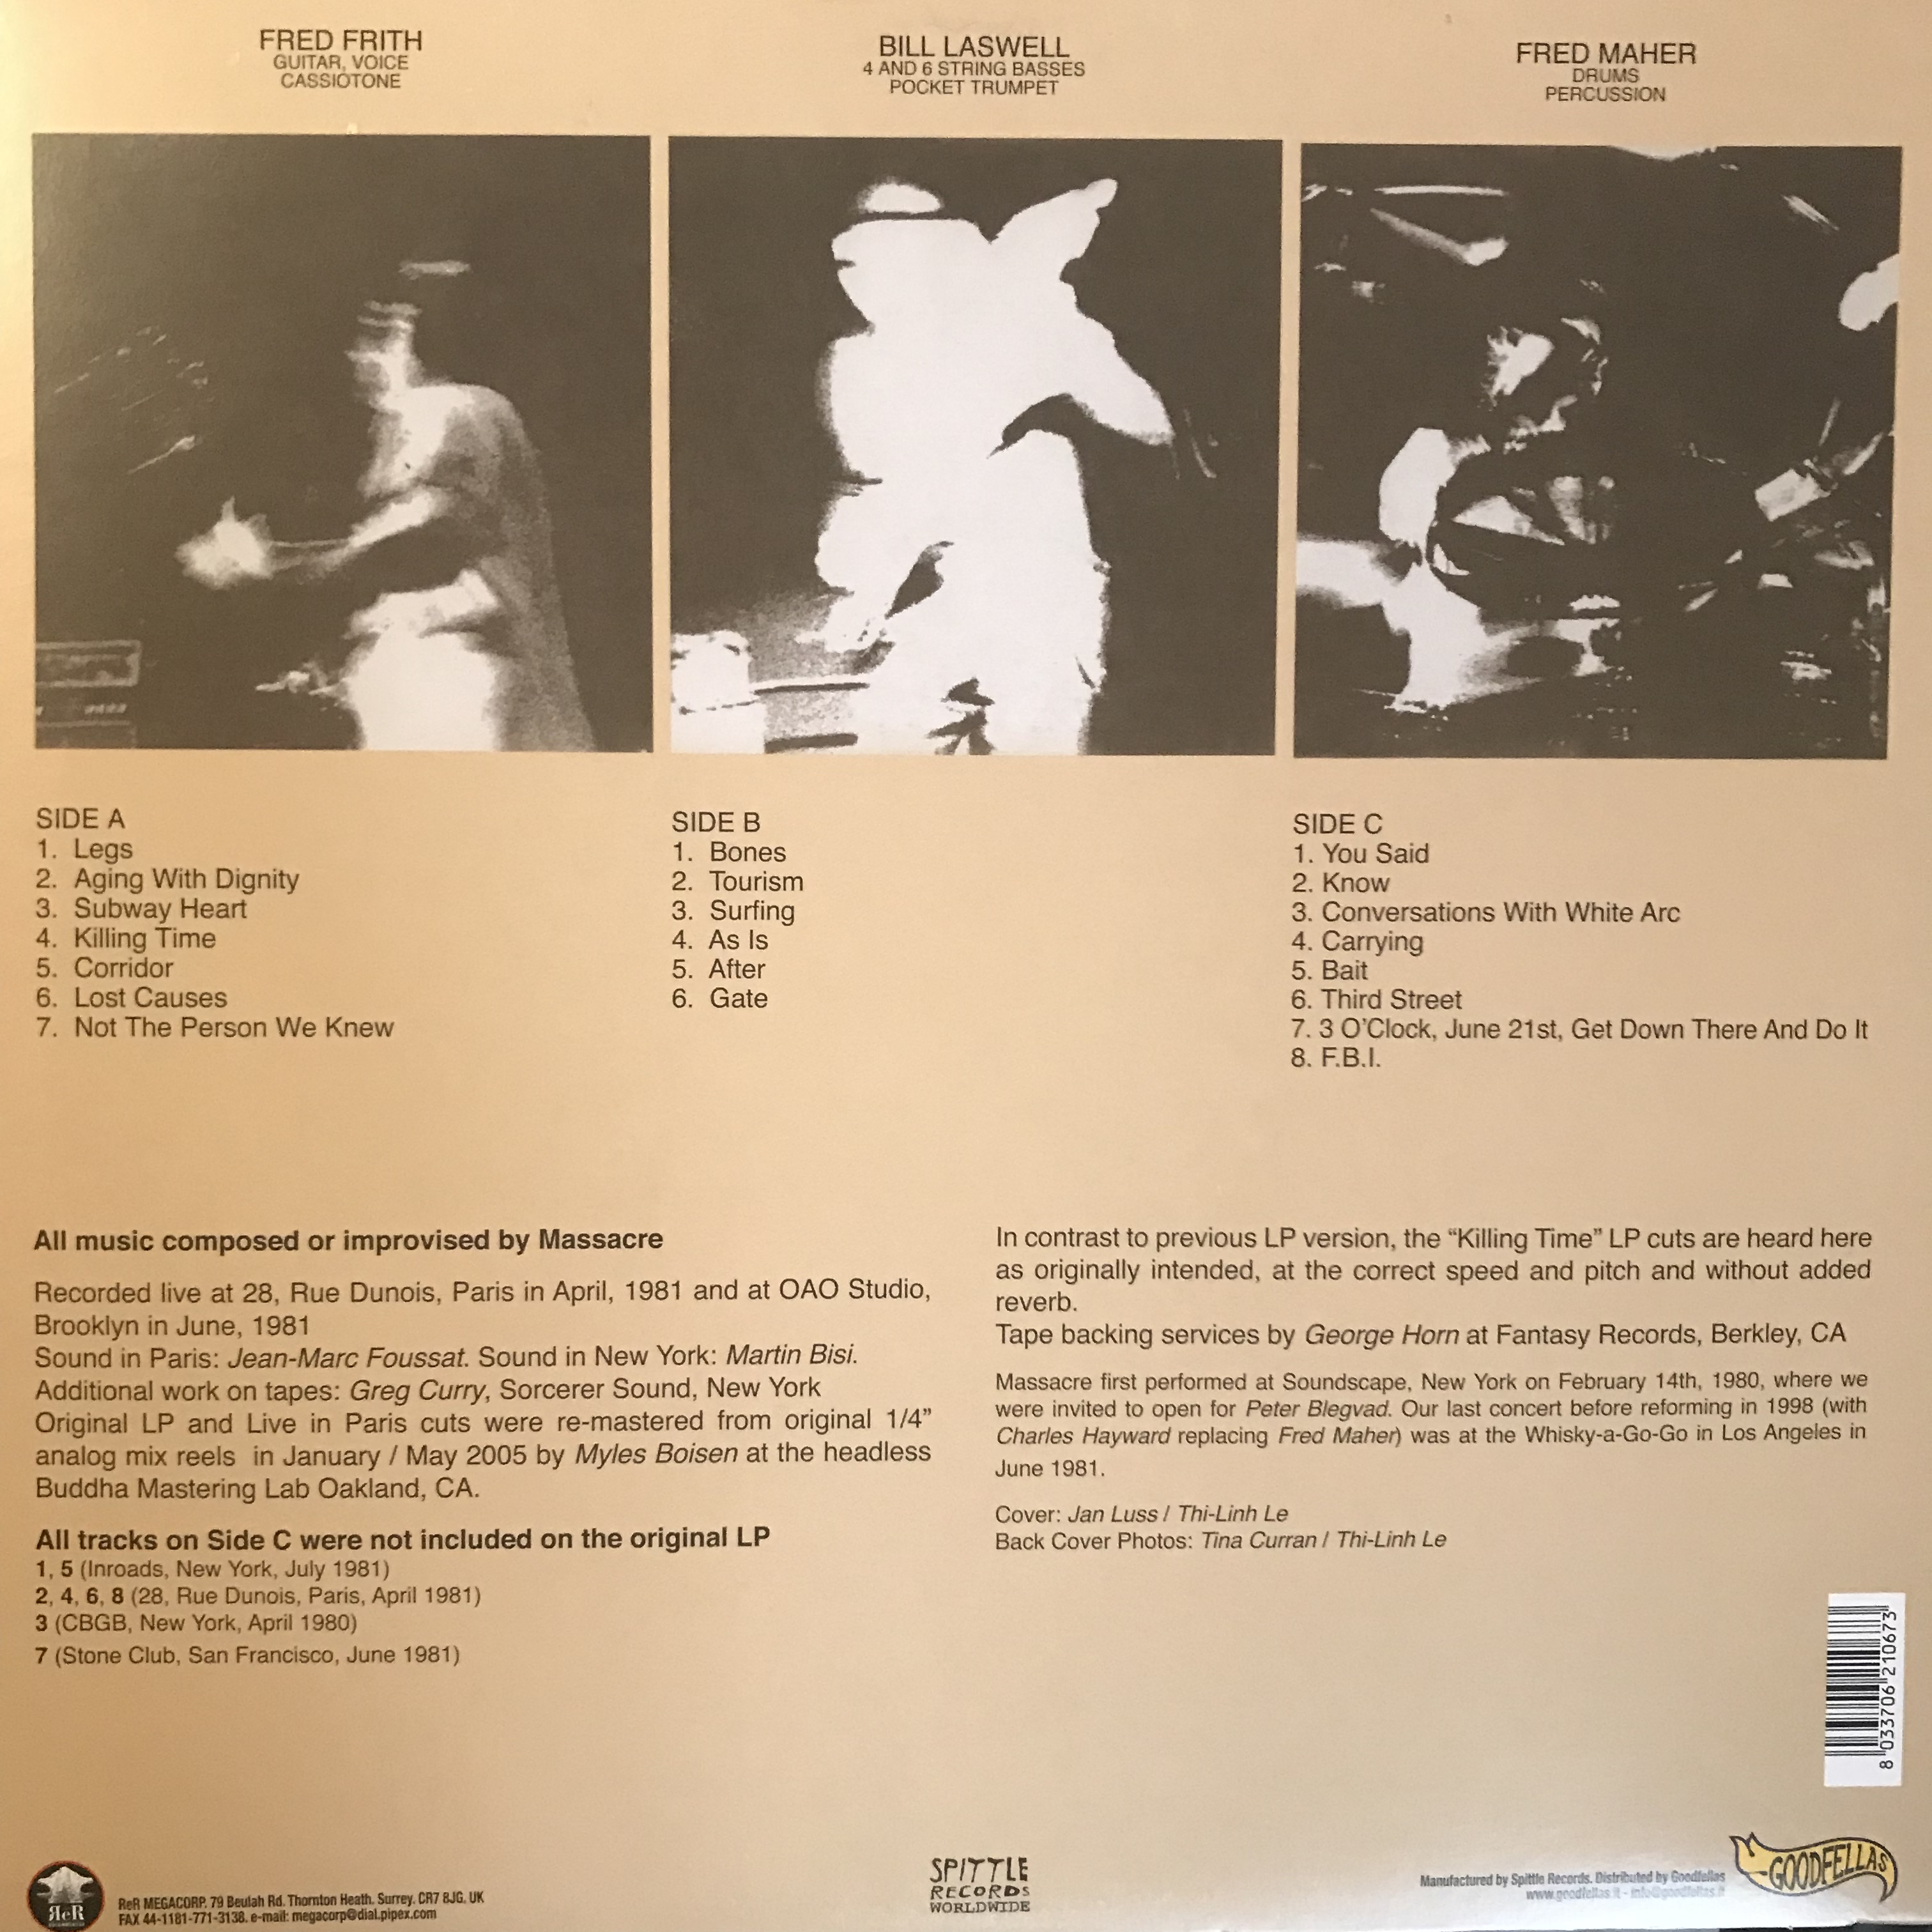 FRED FRITH
GUITAR, VOICE
CASSIOTONE
BILL LASWELL
4 AND 6 STRING BASSES
POCKET TRUMPET
FRED MAHER
DRUMS
PERCUSSION
SIDE A
1. Legs
2. Aging With Dignity
3. Subway Heart
4. Killing Time
5. Corridor
6. Lost Causes
7. Not The Person We Knew
SIDE B
1. Bones
2. Tourism
3. Surfing
4. As Is
5. After
6. Gate
SIDE C
1. You Said
2. Know
3. Conversations With White Arc
4. Carrying
5. Bait
6. Third Street
7. 3 O'Clock, June 21st, Get Down There And Do It
8. F.B.I.
All music composed or improvised by Massacre
Recorded live at 28, Rue Dunois, Paris in April, 1981 and at OAO Studio,
Brooklyn in June, 1981
Sound in Paris: Jean-Marc Foussat. Sound in New York: Martin Bisi.
Additional work on tapes: Greg Curry, Sorcerer Sound, New York
Original LP and Live in Paris cuts were re-mastered from original 1/4”
analog mix reels in January / May 2005 by Myles Boisen at the headless
Buddha Mastering Lab Oakland, CA.
All tracks on Side C were not included on the original LP
1, 5 (Inroads, New York, July 1981)
2, 4, 6, 8 (28, Rue Dunois, Paris, April 1981)
3 (CBGB, New York, April 1980)
7 (Stone Club, San Francisco, June 1981)
In contrast to previous LP version, the “Killing Time” LP cuts are heard here
as originally intended, at the correct speed and pitch and without added
reverb.
Tape backing services by George Horn at Fantasy Records, Berkley, CA
Massacre first performed at Soundscape, New York on February 14th, 1980, where we
were invited to open for Peter Blegvad. Our last concert before reforming in 1998 (with
Charles Hayward replacing Fred Maher) was at the Whisky-a-Go-Go in Los Angeles in
June 1981.
Cover: Jan Luss / Thi-Linh Le
Back Cover Photos: Tina Curran / Thi-Linh Le
8 033706 210673
ReR
ReR MEGACORP. 79 Beulah Rd. Thornton Heath. Surrey. CR7 8JG. UK
FAX 44-1181-771-3138. e-mail: megacorp@dial.pipex.com
SPITTLE
RECORDS
WORLDWIDE
Manufactured by Spittle Records. Distributed by Goodfellas
www.goodfellas.it - info@goodfellas.it
GOODFELLAS